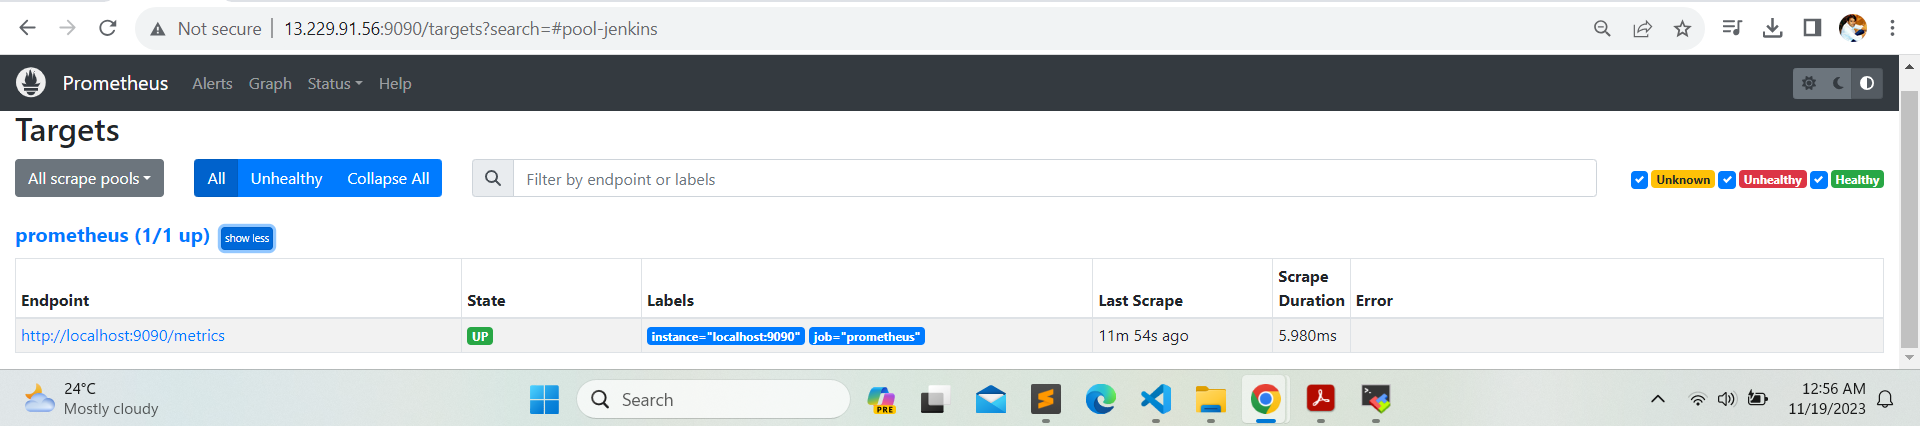 Not secure 13.229.91.56:9090/targets?search=#pool-jenkins
Prometheus Alerts Graph Status Help
Targets
All scrape pools All Unhealthy Collapse All Filter by endpoint or labels Unknown Unhealthy Healthy
prometheus (1/1 up) show less
Endpoint State Labels Last Scrape Scrape Duration Error
http://localhost:9090/metrics UP instance="localhost:9090" job="prometheus" 11m 54s ago 5.980ms
24°C
Mostly cloudy
Search
PRE
12:56 AM
11/19/2023